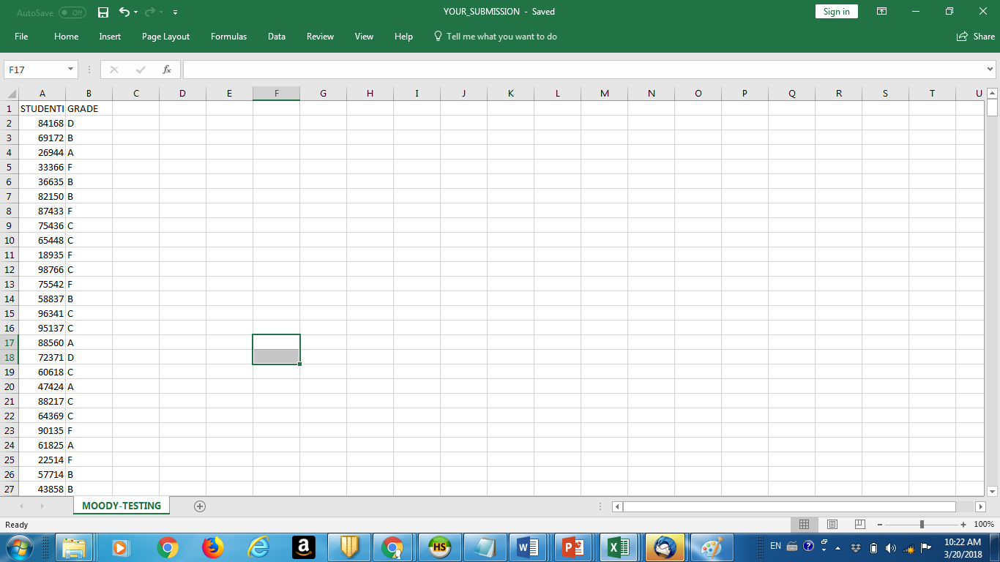 AutoSave Off YOUR_SUBMISSION - Saved Sign in
File Home Insert Page Layout Formulas Data Review View Help Tell me what you want to do Share
F17 fx
A B C D E F G H I J K L M N O P Q R S T U
1 STUDENTI GRADE
2 84168 D
3 69172 B
4 26944 A
5 33366 F
6 36635 B
7 82150 B
8 87433 F
9 75436 C
10 65448 C
11 18935 F
12 98766 C
13 75542 F
14 58837 B
15 96341 C
16 95137 C
17 88560 A
18 72371 D
19 60618 C
20 47424 A
21 88217 C
22 64369 C
23 90135 F
24 61825 A
25 22514 F
26 57714 B
27 43858 B
MOODY-TESTING
Ready 100%
a HS W P X EN 10:22 AM
3/20/2018